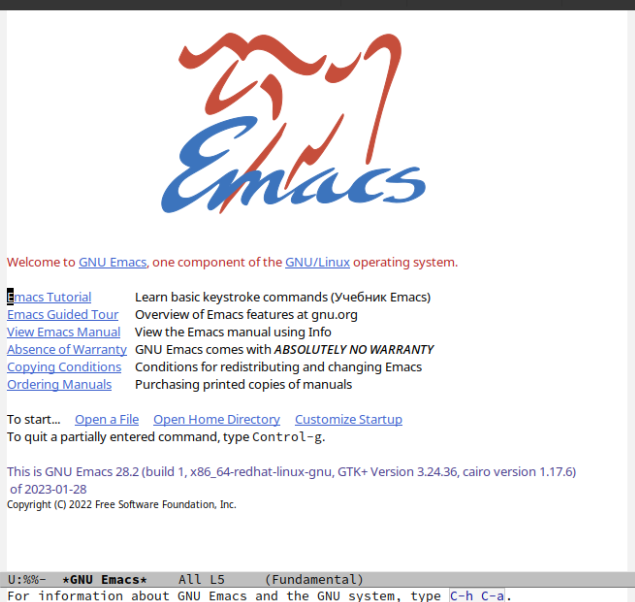 Emacs
Welcome to GNU Emacs, one component of the GNU/Linux operating system.
Emacs Tutorial Learn basic keystroke commands (Учебник Emacs)
Emacs Guided Tour Overview of Emacs features at gnu.org
View Emacs Manual View the Emacs manual using Info
Absence of Warranty GNU Emacs comes with ABSOLUTELY NO WARRANTY
Copying Conditions Conditions for redistributing and changing Emacs
Ordering Manuals Purchasing printed copies of manuals
To start... Open a File Open Home Directory Customize Startup
To quit a partially entered command, type Control-g.
This is GNU Emacs 28.2 (build 1, x86_64-redhat-linux-gnu, GTK+ Version 3.24.36, cairo version 1.17.6)
of 2023-01-28
Copyright (C) 2022 Free Software Foundation, Inc.
U:%%- *GNU Emacs* All L5 (Fundamental)
For information about GNU Emacs and the GNU system, type C-h C-a.